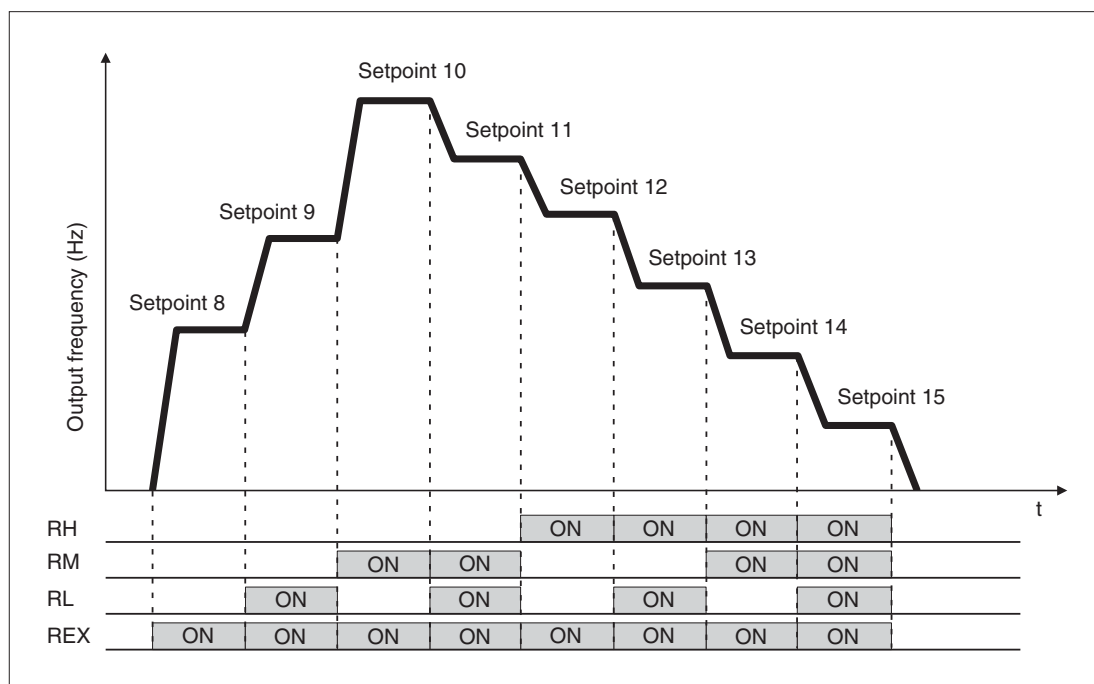 Setpoint 10
Setpoint 11
Setpoint 12
Setpoint 9
Setpoint 13
Setpoint 8
Setpoint 14
Setpoint 15
Output frequency (Hz)
t
RH ON ON ON ON
RM ON ON ON ON
RL ON ON ON ON
REX ON ON ON ON ON ON ON ON